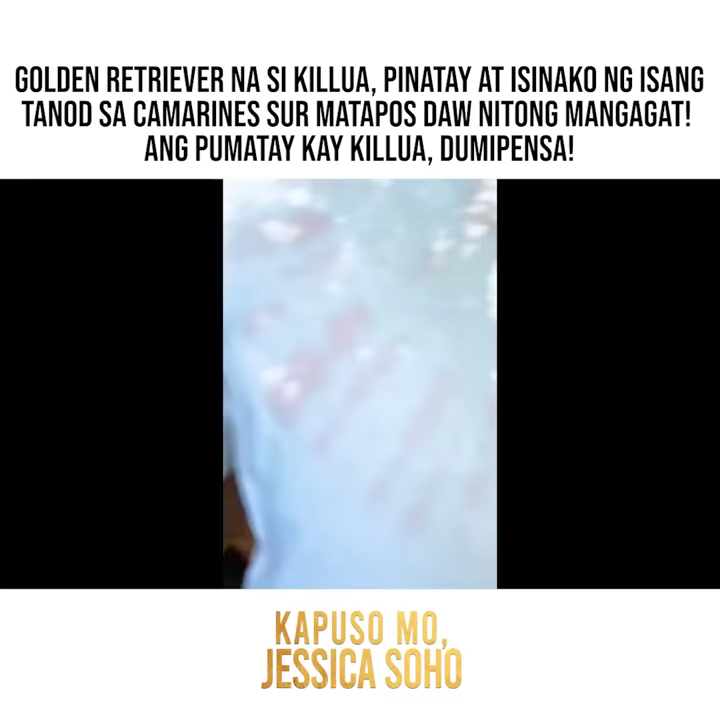 GOLDEN RETRIEVER NA SI KILLUA, PINATAY AT ISINAKO NG ISANG
TANOD SA CAMARINES SUR MATAPOS DAW NITONG MANGAGAT!
ANG PUMATAY KAY KILLUA, DUMIPENSA!
KAPUSO MO,
JESSICA SOHO